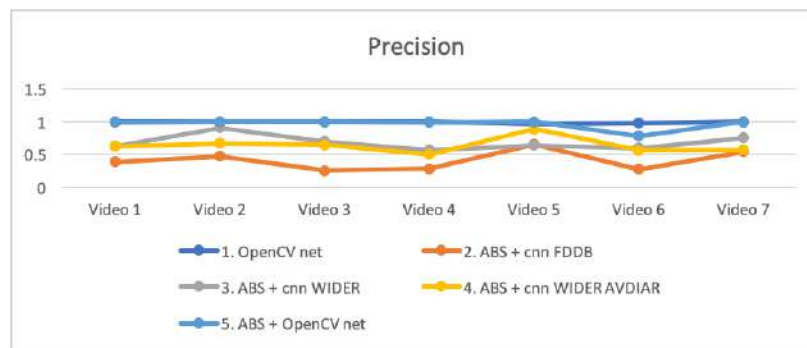 Precision
1.5
1
0.5
0
Video 1 Video 2 Video 3 Video 4 Video 5 Video 6 Video 7
1. OpenCV net 2. ABS + cnn FDDB
3. ABS + cnn WIDER 4. ABS + cnn WIDER AVDIAR
5. ABS + OpenCV net